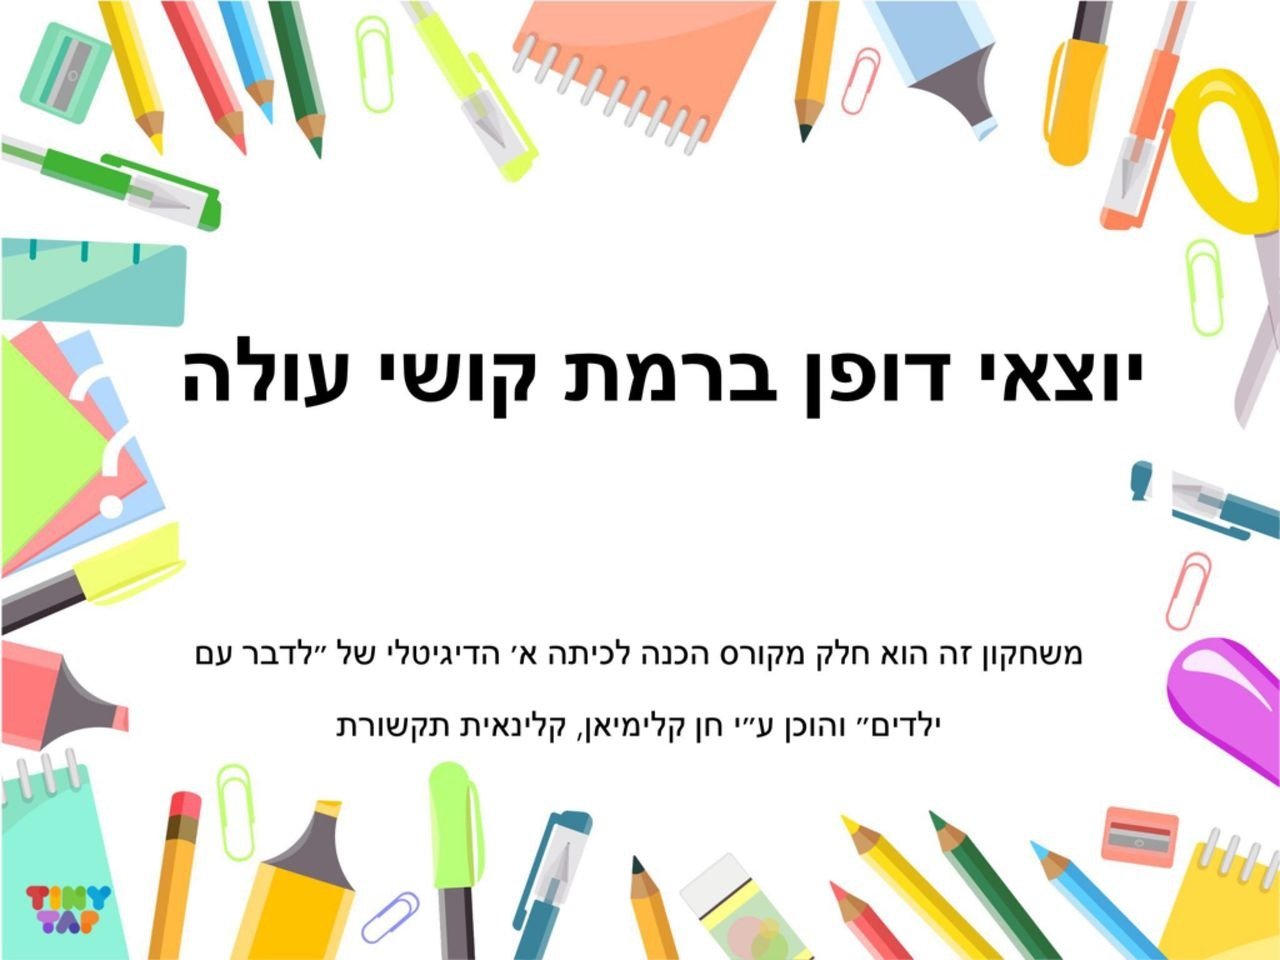 יוצאי דופן ברמת קושי עולה
משחקון זה הוא חלק מקורס הכנה לכיתה א׳ הדיגיטלי של ״לדבר עם
ילדים״ והוכן ע״י חן קלימיאן, קלינאית תקשורת
TINY
TAP